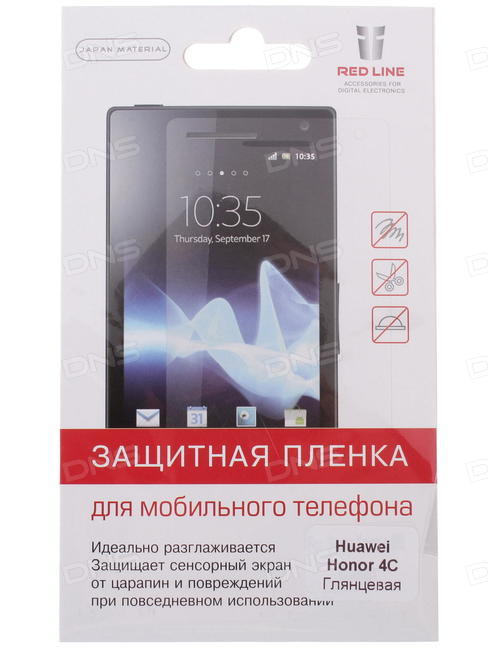 JAPAN MATERIAL
RED LINE
ACCESSORIES FOR
DIGITAL ELECTRONICS
10:35
10:35
Thursday, September 17
31
ЗАЩИТНАЯ ПЛЕНКА
для мобильного телефона
Идеально разглаживается
Защищает сенсорный экран
от царапин и повреждений
при повседневном использовании
Huawei
Honor 4C
Глянцевая
DNS